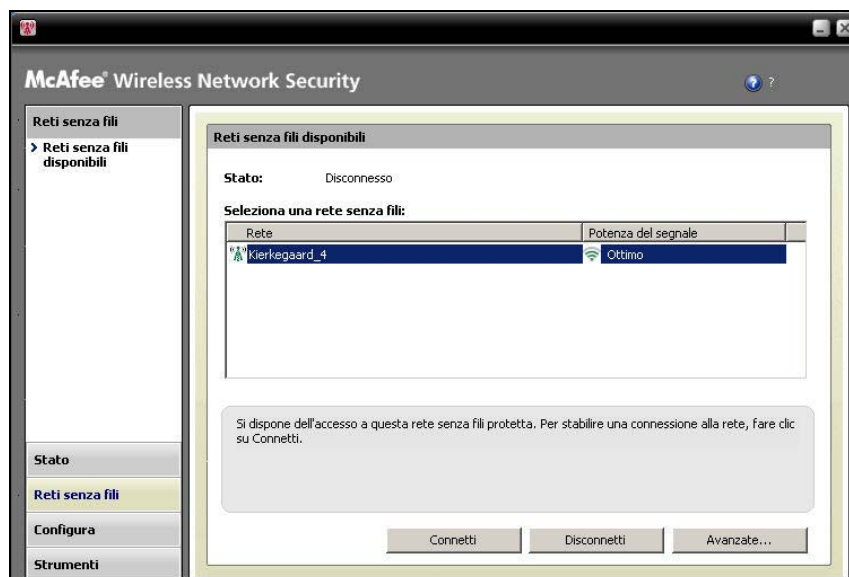 McAfee® Wireless Network Security
?
Reti senza fili
Reti senza fili
disponibili
Stato
Reti senza fili
Configura
Strumenti
Reti senza fili disponibili
Stato: Disconnesso
Seleziona una rete senza fili:
Rete Potenza del segnale
Kierkegaard_4 Ottimo
Si dispone dell'accesso a questa rete senza fili protetta. Per stabilire una connessione alla rete, fare clic
su Connetti.
Connetti Disconnetti Avanzate...